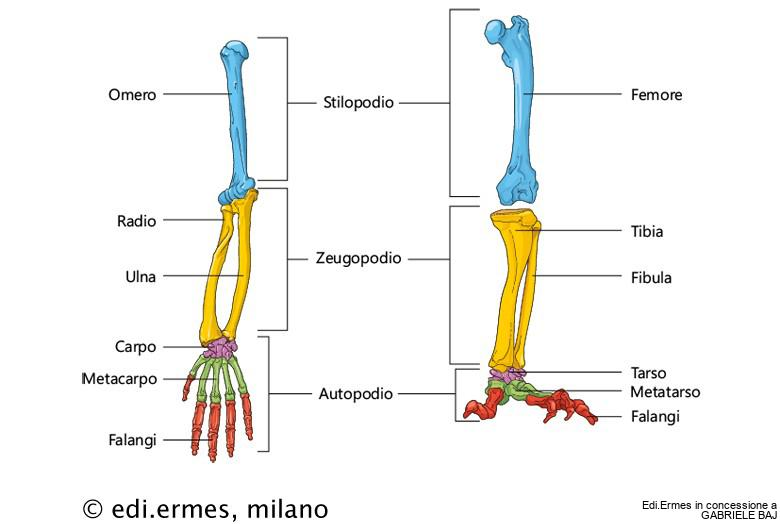 Omero
Stilopodio
Femore
Radio
Ulna
Zeugopodio
Tibia
Fibula
Carpo
Metacarpo
Falangi
Autopodio
Tarso
Metatarso
Falangi
© edi.ermes, milano
Edi.Ermes in concessione a
GABRIELE BAJ